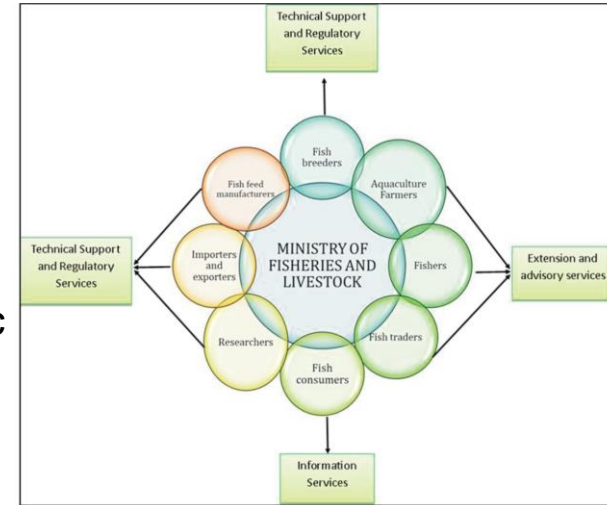 Technical Support
and Regulatory
Services
Fish
breeders
Fish feed
manufacturers
Aquaculture
Farmers
Technical Support
and Regulatory
Services
Importers
and
exporters
MINISTRY OF
FISHERIES AND
LIVESTOCK
Fishers
Extension and
advisory services
c
Researchers
Fish traders
Fish
consumers
Information
Services